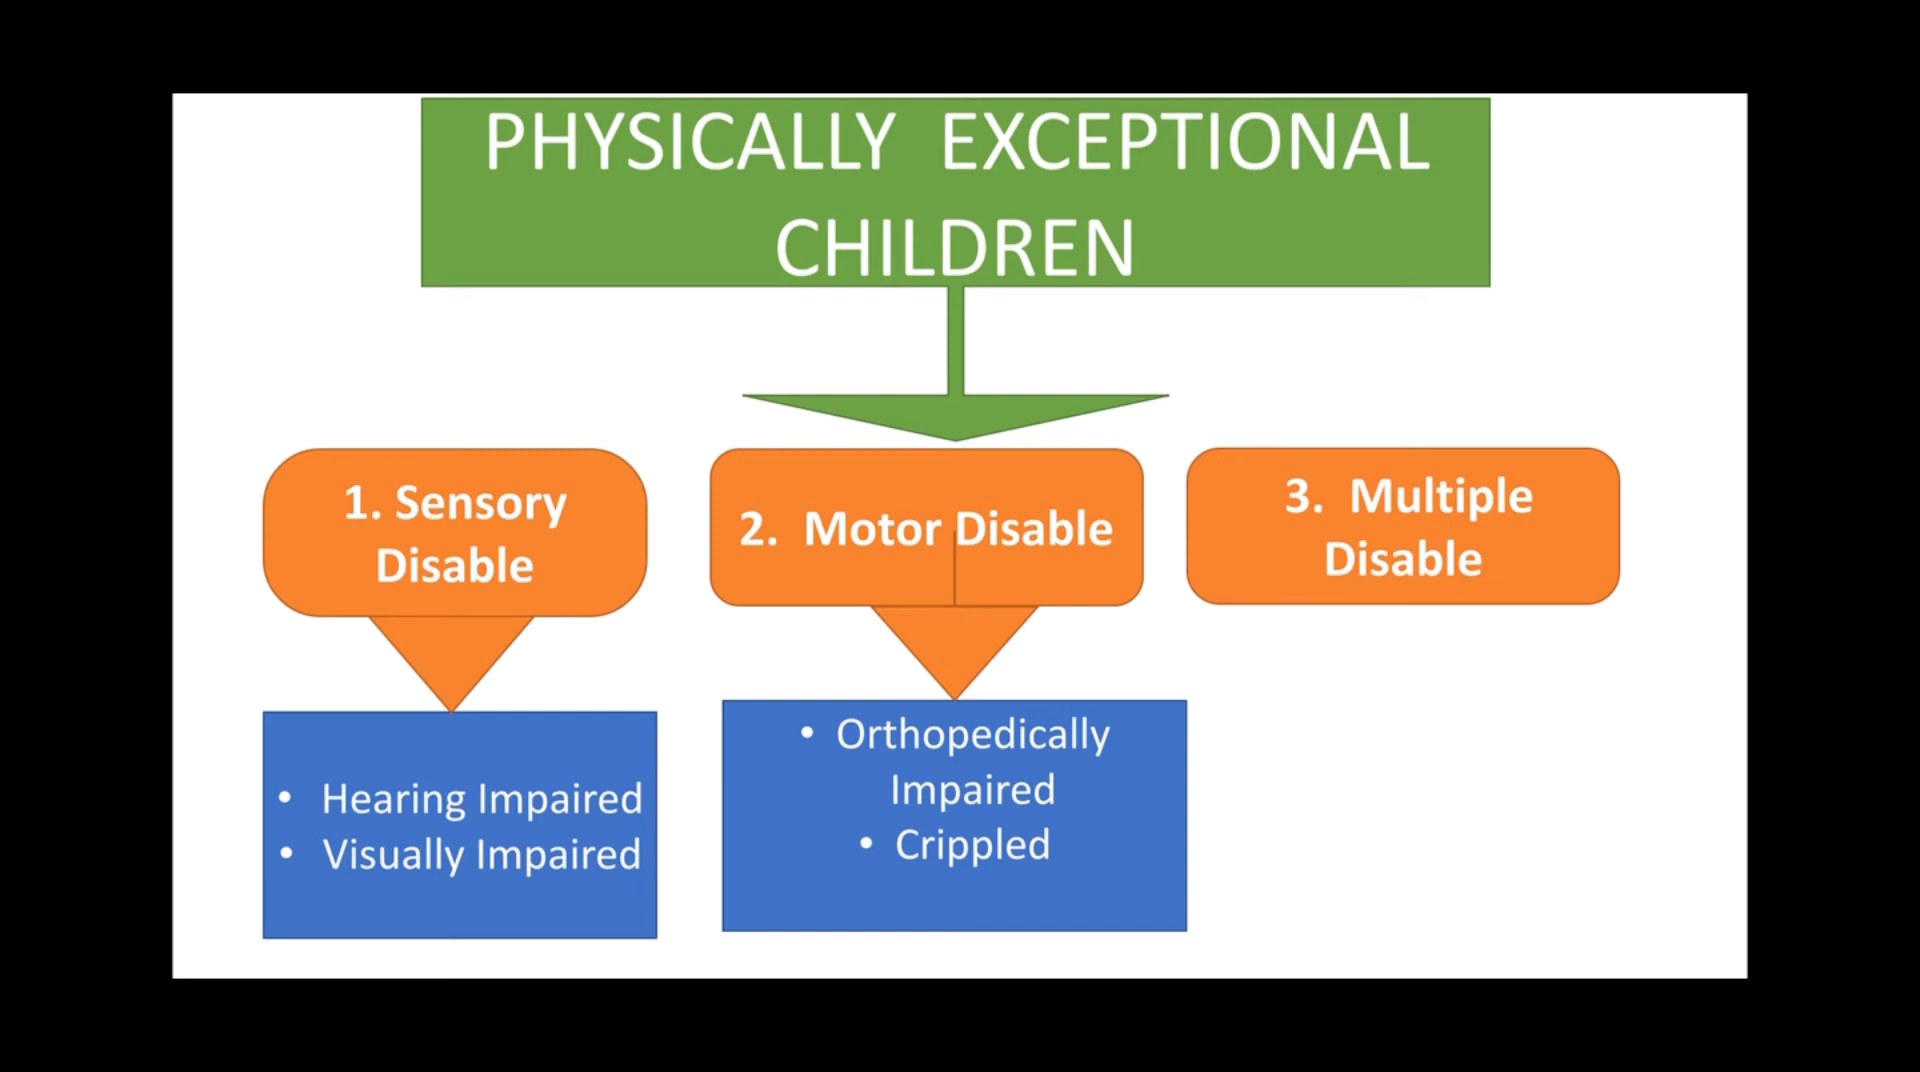 PHYSICALLY EXCEPTIONAL
CHILDREN
1. Sensory
Disable
2. Motor Disable
3. Multiple
Disable
• Hearing Impaired
• Visually Impaired
• Orthopedically
Impaired
• Crippled